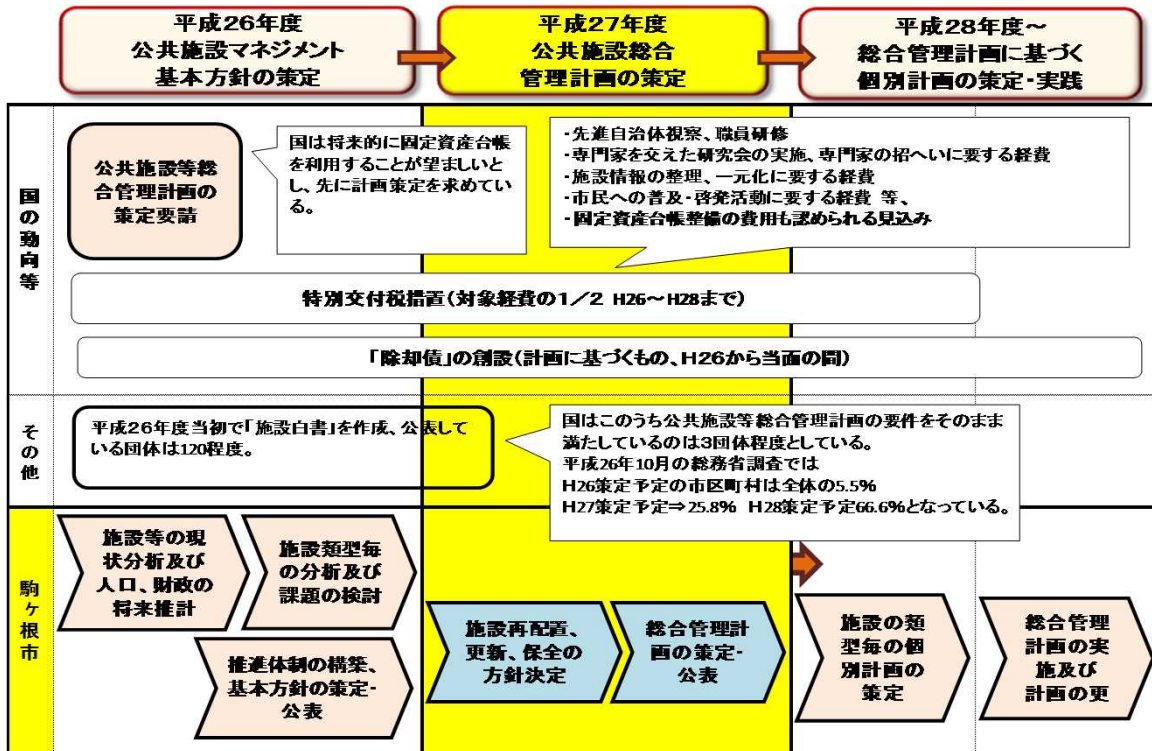 平成26年度
公共施設マネジメント
基本方針の策定
平成27年度
公共施設総合
管理計画の策定
平成28年度～
総合管理計画に基づく
個別計画の策定・実践
国の動向等
公共施設等総
合管理計画の
策定要請
国は将来的に固定資産台帳
を利用することが望ましいと
し、先に計画策定を求めてい
る。
・先進自治体視察、職員研修
・専門家を交えた研究会の実施、専門家の招へいに要する経費
・施設情報の整理、一元化に要する経費
・市民への普及・啓発活動に要する経費 等、
・固定資産台帳整備の費用も認められる見込み
特別交付税措置（対象経費の１／２ H26～H28まで）
「除却債」の創設（計画に基づくもの、H26から当面の間）
その他
平成２６年度当初で「施設白書」を作成、公表して
いる団体は120程度。
国はこのうち公共施設等総合管理計画の要件をそのまま
満たしているのは3団体程度としている。
平成26年10月の総務省調査では
H26策定予定の市区町村は全体の5.5%
H27策定予定⇒25.8% H28策定予定66.6%となっている。
駒ヶ根市
施設等の現
状分析及び
人口、財政の
将来推計
施設類型毎
の分析及び
課題の検討
推進体制の構築、
基本方針の策定・
公表
施設再配置、
更新、保全の
方針決定
総合管理計
画の策定・
公表
施設の類
型毎の個
別計画の
策定
総合管理
計画の実
施及び
計画の更